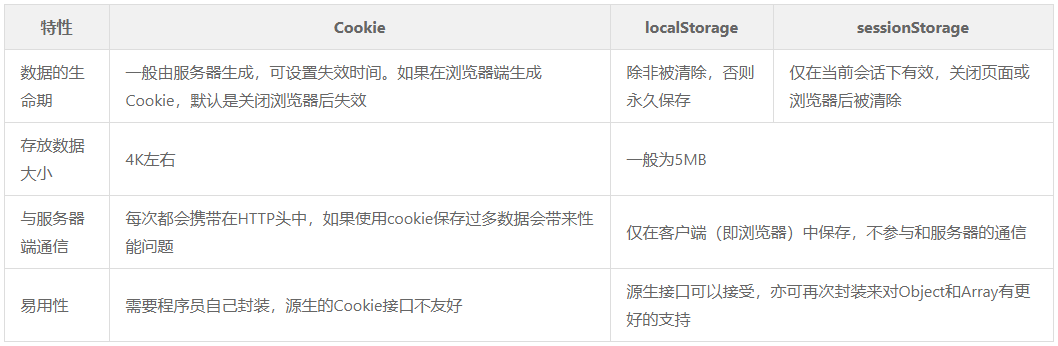 特性 Cookie localStorage sessionStorage
数据的生命期 一般由服务器生成，可设置失效时间。如果在浏览器端生成Cookie，默认是关闭浏览器后失效 除非被清除，否则永久保存 仅在当前会话下有效，关闭页面或浏览器后被清除
存放数据大小 4K左右 一般为5MB
与服务器端通信 每次都会携带在HTTP头中，如果使用cookie保存过多数据会带来性能问题 仅在客户端（即浏览器）中保存，不参与和服务器的通信
易用性 需要程序员自己封装，源生的Cookie接口不友好 源生接口可以接受，亦可再次封装来对Object和Array有更好的支持